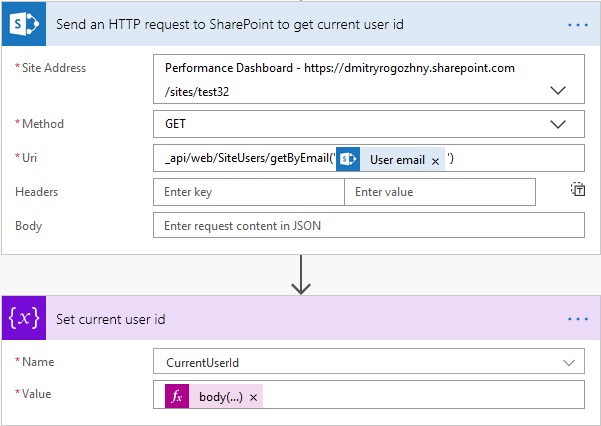 Send an HTTP request to SharePoint to get current user id
* Site Address
Performance Dashboard - https://dmitryrogozhny.sharepoint.com
/sites/test32
* Method
GET
* Uri
_api/web/SiteUsers/getByEmail(' User email x ')
Headers
Enter key
Enter value
Body
Enter request content in JSON
{x} Set current user id
* Name
CurrentUserId
* Value
fx body(...) x